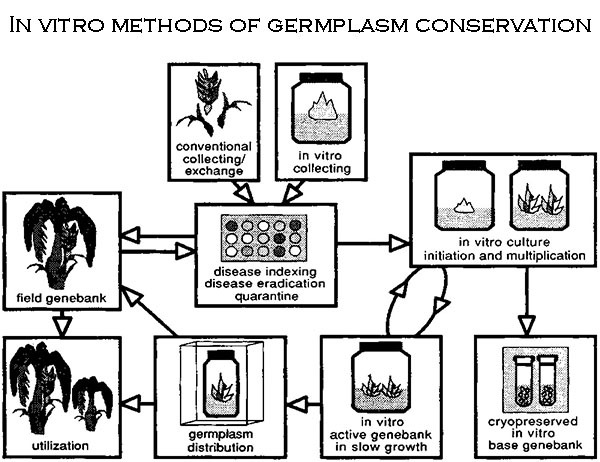 IN VITRO METHODS OF GERMPLASM CONSERVATION
conventional
collecting/
exchange
in vitro
collecting
field genebank
disease indexing
disease eradication
quarantine
in vitro culture
initiation and multiplication
utilization
germplasm
distribution
in vitro
active genebank
in slow growth
cryopreserved
in vitro
base genebank